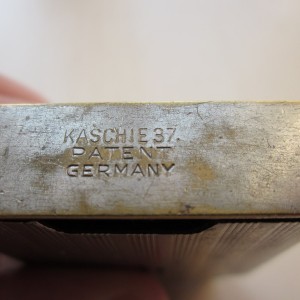 KASCHIE 37.
PATENT
GERMANY